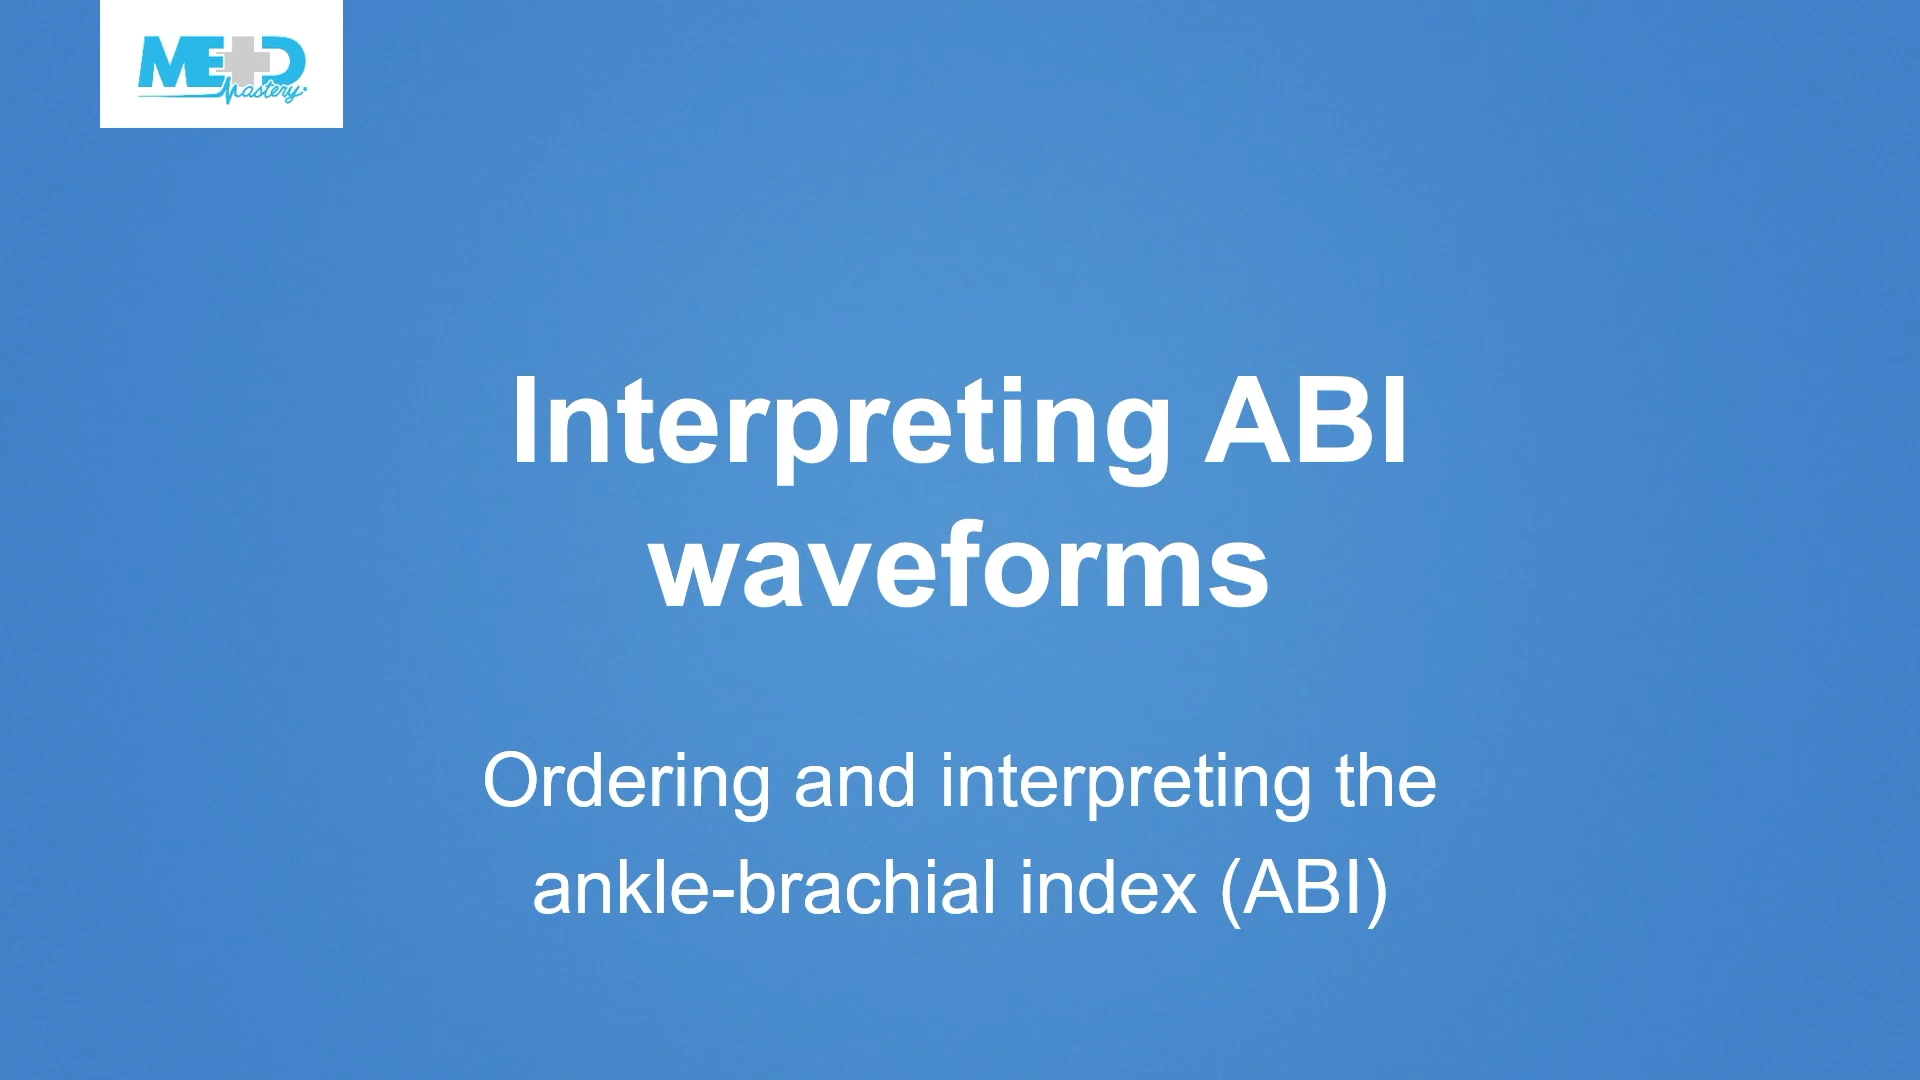 MED
Mastery
Interpreting ABI
waveforms
Ordering and interpreting the
ankle-brachial index (ABI)